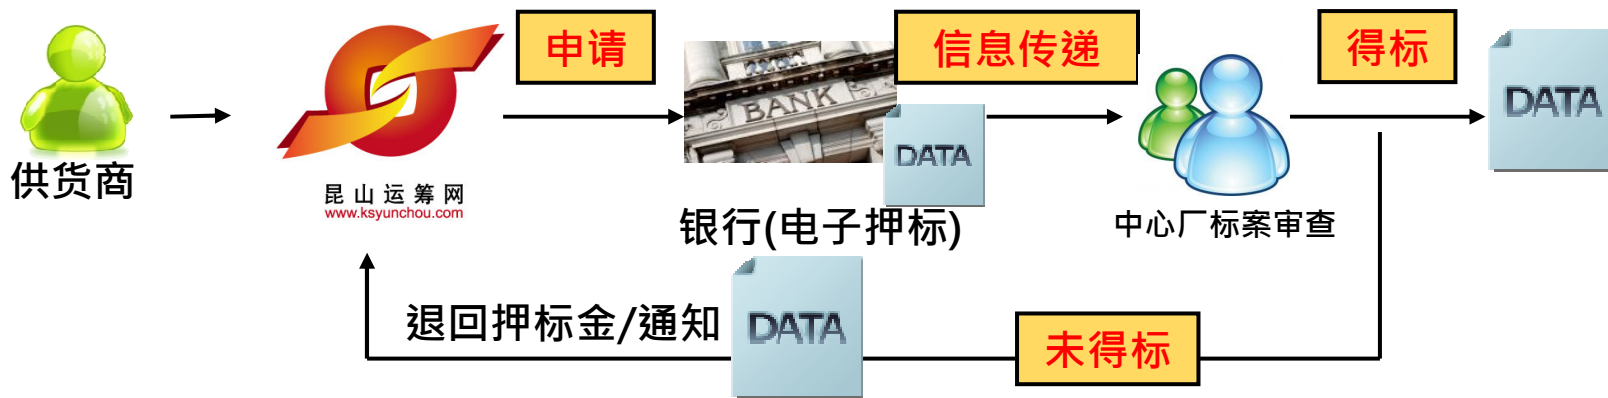 申请
信息传递
得标
BANK
DATA
DATA
供货商
昆山运筹网
www.ksyunchou.com
银行(电子押标)
中心厂标案审查
退回押标金/通知
DATA
未得标